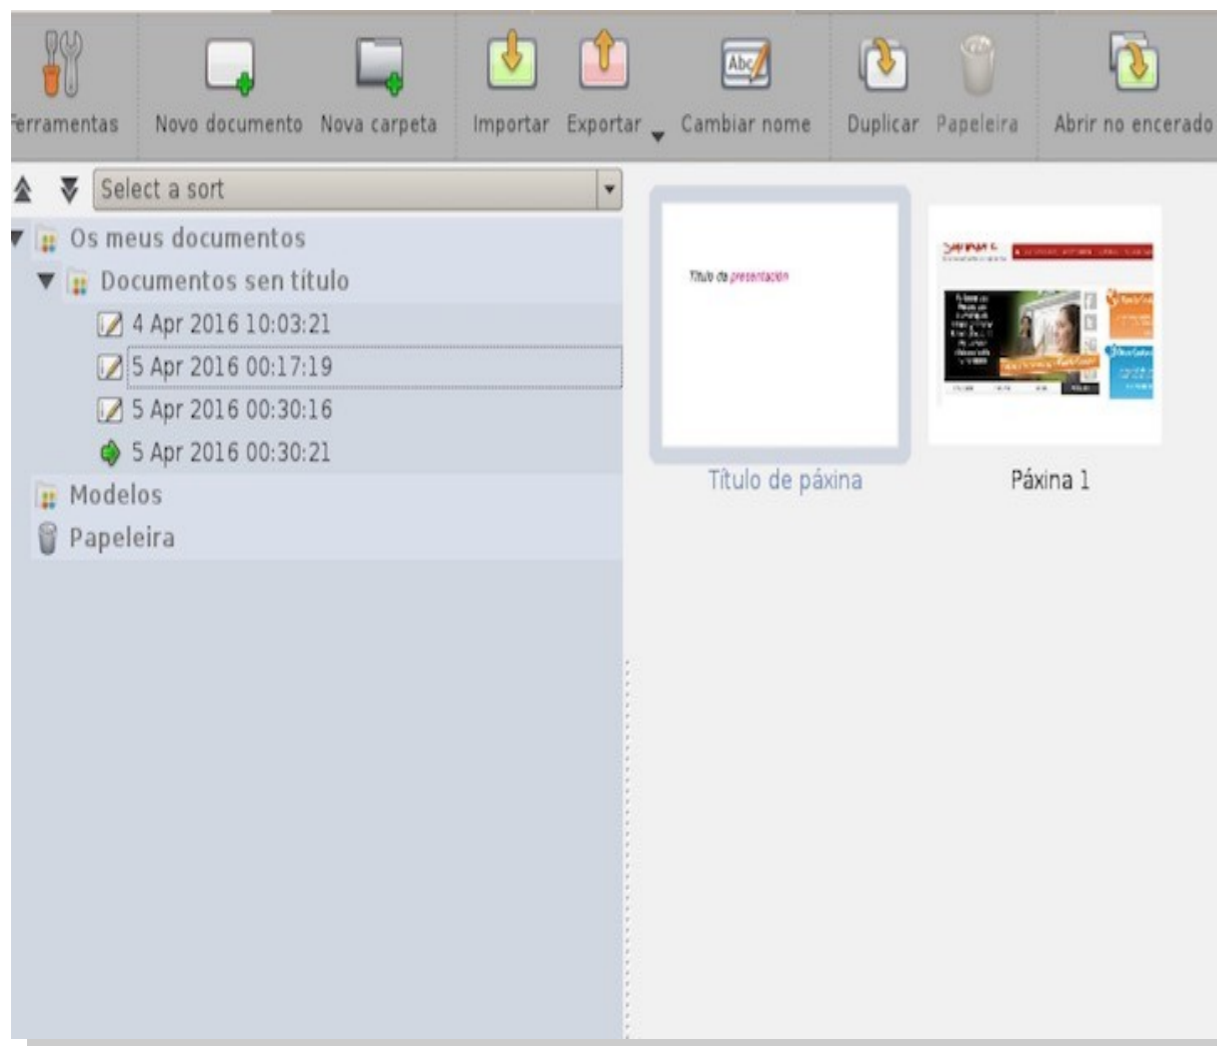 Ferramentas
Novo documento
Nova carpeta
Importar
Exportar
Abc
Cambiar nome
Duplicar
Papeleira
Abrir no encerado
Select a sort
Os meus documentos
Documentos sen título
4 Apr 2016 10:03:21
5 Apr 2016 00:17:19
5 Apr 2016 00:30:16
5 Apr 2016 00:30:21
Modelos
Papeleira
Título da presentación
Título de páxina
Páxina 1